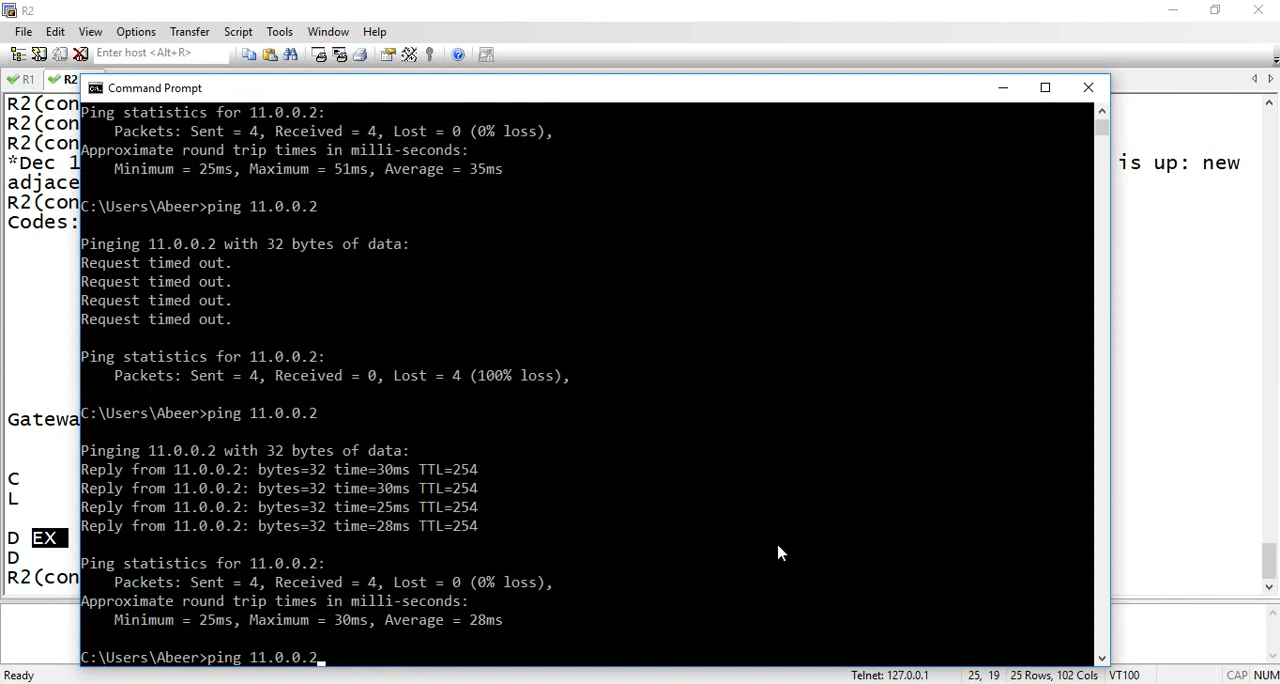 R2
File Edit View Options Transfer Script Tools Window Help
Enter host <Alt+R>
R1 R2
Command Prompt
R2(con
R2(con
R2(con
*Dec 1
is up: new
adjace
R2(con
Codes:
Gatewa
C
L
D EX
D
R2(con
Ping statistics for 11.0.0.2:
Packets: Sent = 4, Received = 4, Lost = 0 (0% loss),
Approximate round trip times in milli-seconds:
Minimum = 25ms, Maximum = 51ms, Average = 35ms
C:\Users\Abeer>ping 11.0.0.2
Pinging 11.0.0.2 with 32 bytes of data:
Request timed out.
Request timed out.
Request timed out.
Request timed out.
Ping statistics for 11.0.0.2:
Packets: Sent = 4, Received = 0, Lost = 4 (100% loss),
C:\Users\Abeer>ping 11.0.0.2
Pinging 11.0.0.2 with 32 bytes of data:
Reply from 11.0.0.2: bytes=32 time=30ms TTL=254
Reply from 11.0.0.2: bytes=32 time=30ms TTL=254
Reply from 11.0.0.2: bytes=32 time=25ms TTL=254
Reply from 11.0.0.2: bytes=32 time=28ms TTL=254
Ping statistics for 11.0.0.2:
Packets: Sent = 4, Received = 4, Lost = 0 (0% loss),
Approximate round trip times in milli-seconds:
Minimum = 25ms, Maximum = 30ms, Average = 28ms
C:\Users\Abeer>ping 11.0.0.2_
Ready Telnet: 127.0.0.1 25, 19 25 Rows, 102 Cols VT100 CAP NUM